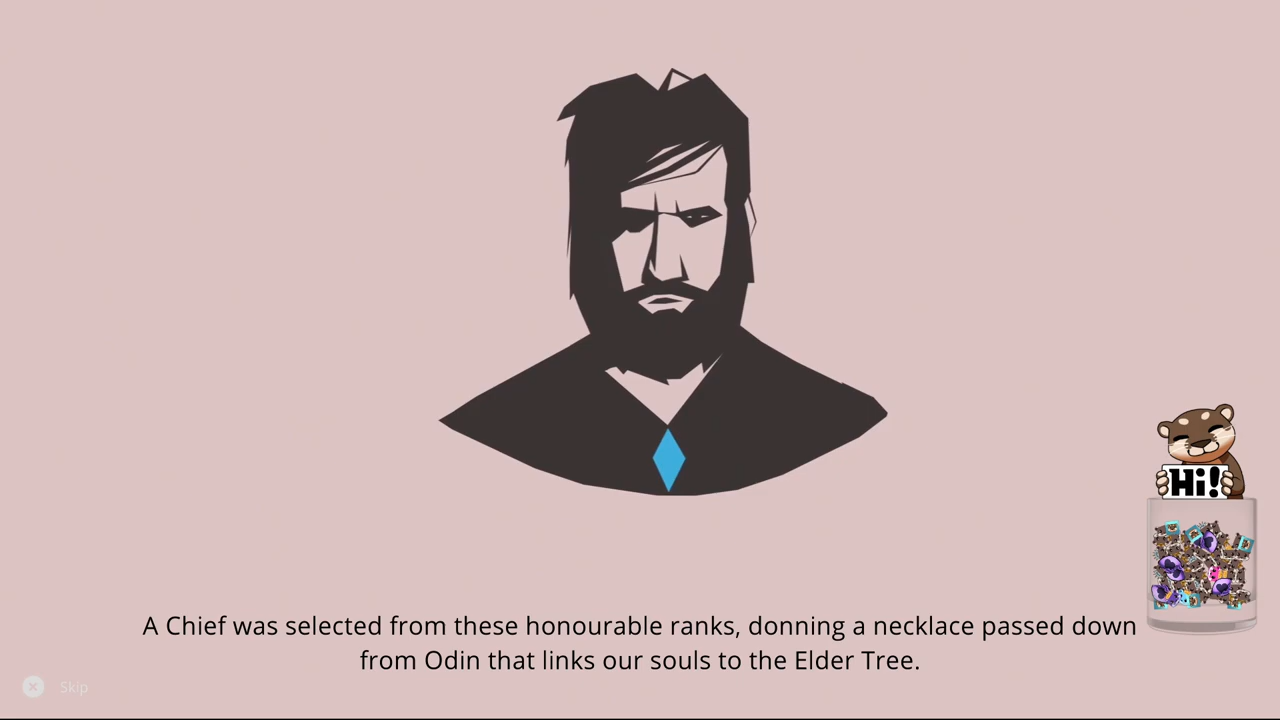 Hi!
A Chief was selected from these honourable ranks, donning a necklace passed down
from Odin that links our souls to the Elder Tree.
Skip